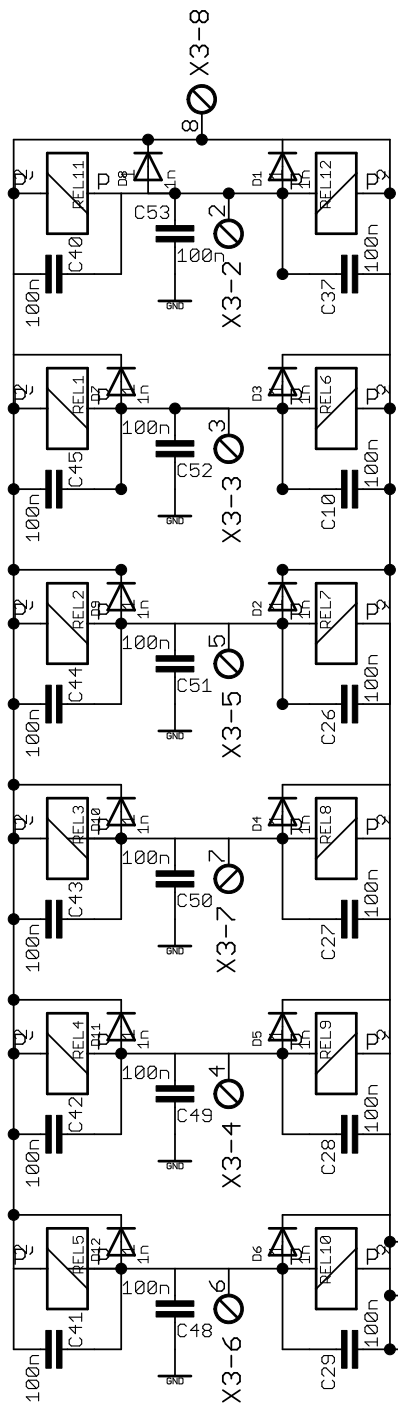 X3-8
8
REL11
D8
1n
D1
1n
REL12
C53
100n
2
X3-2
GND
C40
100n
C37
100n
REL1
D7
1n
D3
1n
REL6
100n
C52
3
X3-3
GND
C45
100n
C10
100n
REL2
D9
1n
D2
1n
REL7
100n
C51
5
X3-5
GND
C44
100n
C26
100n
REL3
D10
1n
D4
1n
REL8
100n
C50
7
X3-7
GND
C43
100n
C27
100n
REL4
D11
1n
D5
1n
REL9
100n
C49
4
X3-4
GND
C42
100n
C28
100n
REL5
D12
1n
D6
1n
REL10
100n
C48
6
X3-6
GND
C41
100n
C29
100n